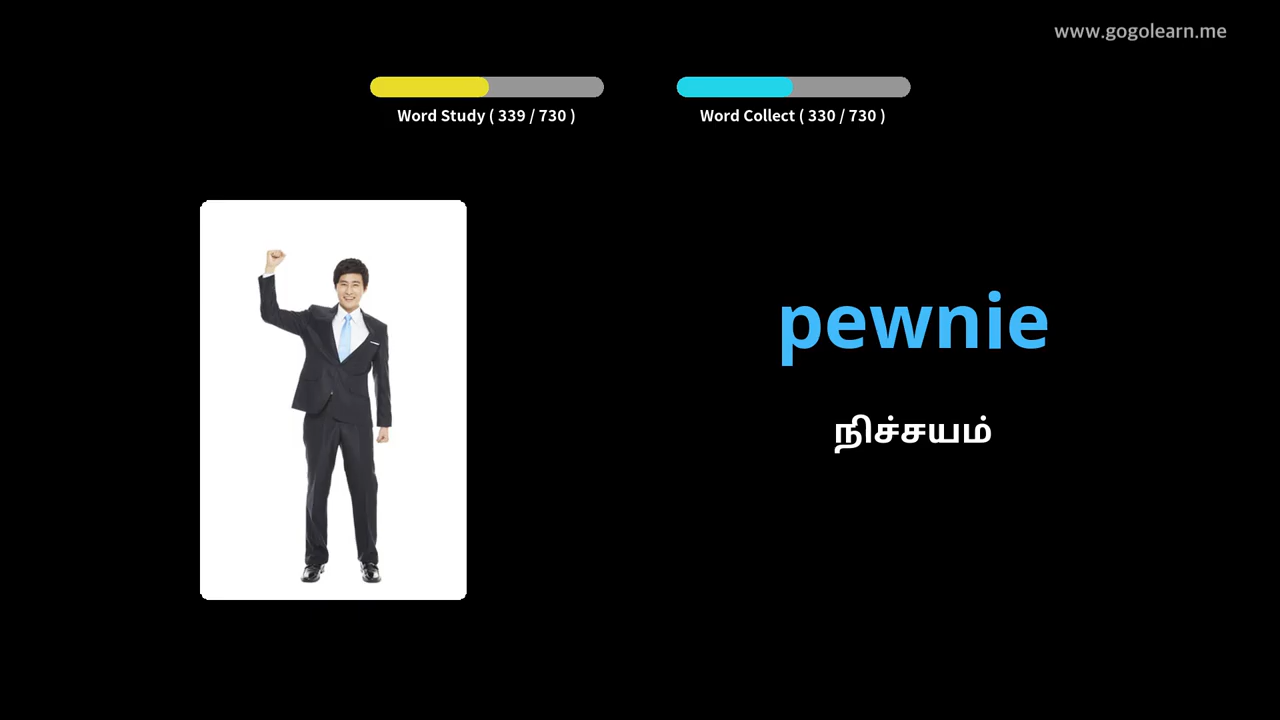 www.gogolearn.me
Word Study ( 339 / 730 )
Word Collect ( 330 / 730 )
pewnie
நிச்சயம்